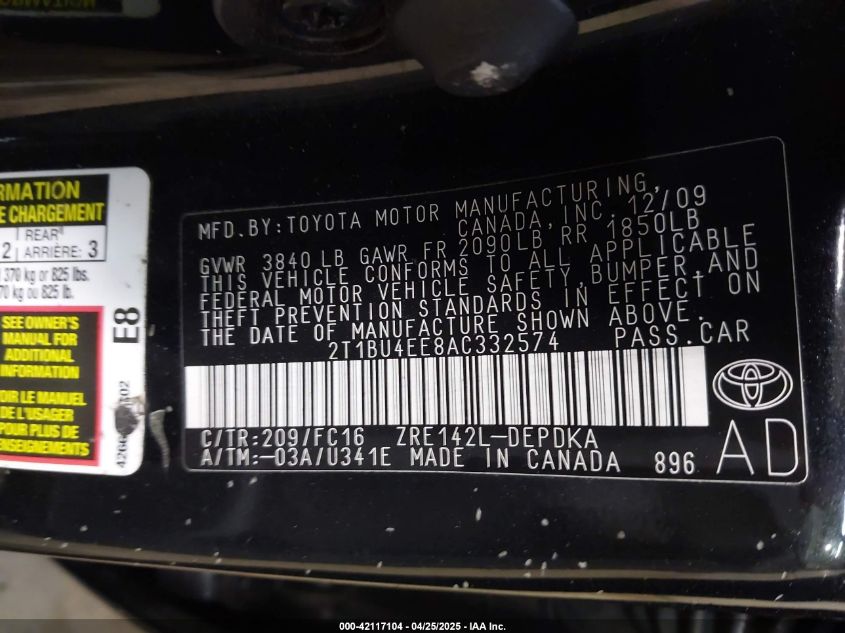 RMATION
E CHARGEMENT
2 | REAR 3
ARRIÈRE: 3
370 kg or 825 lbs.
70 kg ou 825 lb.
SEE OWNER'S
MANUAL FOR
ADDITIONAL
INFORMATION
OIR LE MANUEL
DE L'USAGER
POUR PLUS DE
NSEIGNEMENTS
E8
MFD.BY:TOYOTA MOTOR MANUFACTURING,
CANADA,INC. 12/09
GVWR 3840 LB GAWR FR 2090LB RR 1850LB
THIS VEHICLE CONFORMS TO ALL APPLICABLE
FEDERAL MOTOR VEHICLE SAFETY,BUMPER,AND
THEFT PREVENTION STANDARDS IN EFFECT ON
THE DATE OF MANUFACTURE SHOWN ABOVE.
2T1BU4EE8AC332574 PASS.CAR
C/TR:209/FC16 ZRE142L-DEPDKA
A/TM:-03A/U341E MADE IN CANADA 896
AD
000-42117104 - 04/25/2025 - IAA Inc.